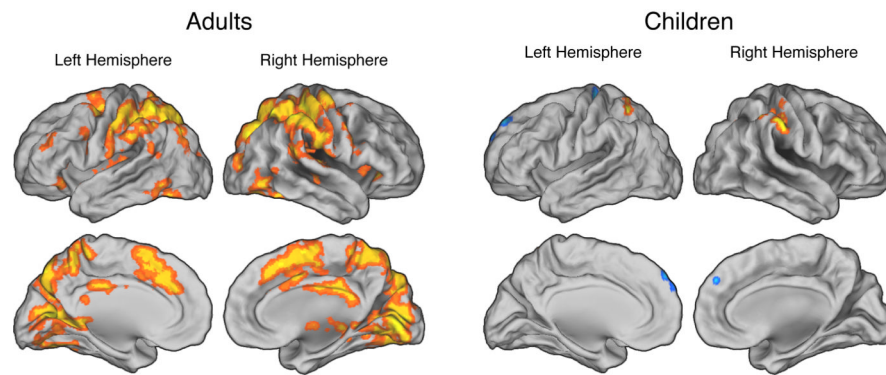 Adults
Children
Left Hemisphere
Right Hemisphere
Left Hemisphere
Right Hemisphere